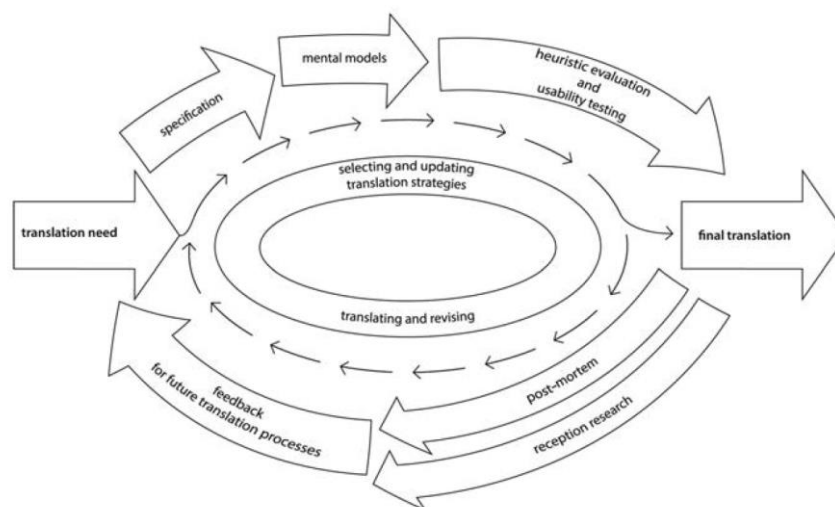 mental models
heuristic evaluation
and
usability testing
specification
selecting and updating
translation strategies
translation need
final translation
translating and revising
post-mortem
feedback
for future translation processes
reception research